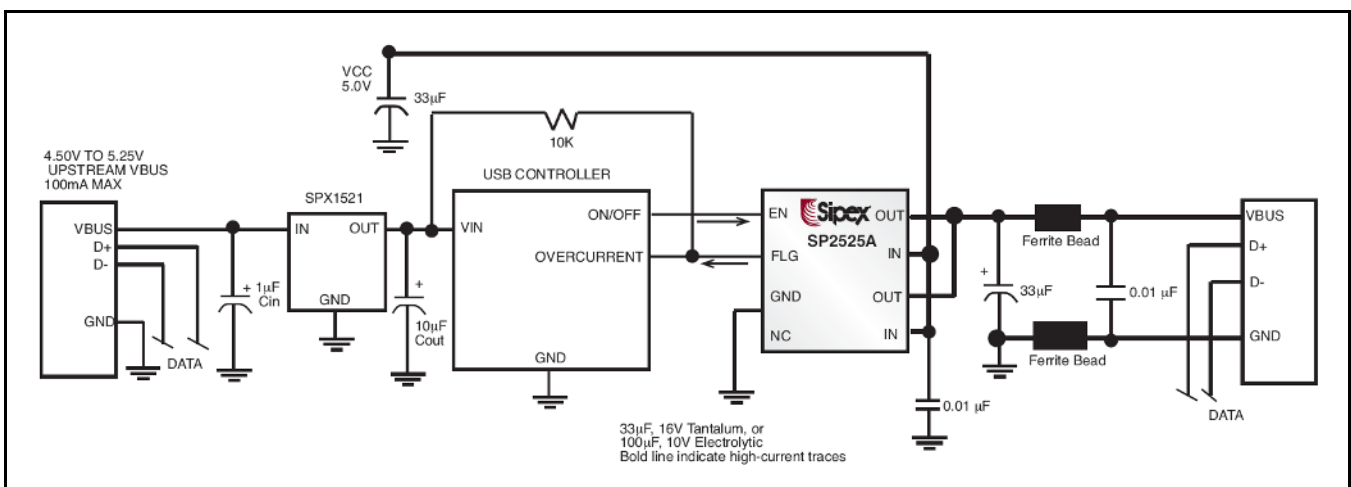 VCC
5.0V
33µF
10K
4.50V TO 5.25V
UPSTREAM VBUS
100mA MAX
VBUS
D+
D-
GND
DATA
+ 1µF
Cin
SPX1521
IN
OUT
GND
+
10µF
Cout
USB CONTROLLER
VIN
ON/OFF
OVERCURRENT
GND
Sipex
SP2525A
EN
FLG
GND
NC
OUT
IN
OUT
IN
0.01 µF
33µF, 16V Tantalum, or
100µF, 10V Electrolytic
Bold line indicate high-current traces
+
33µF
Ferrite Bead
Ferrite Bead
0.01 µF
VBUS
D+
D-
GND
DATA